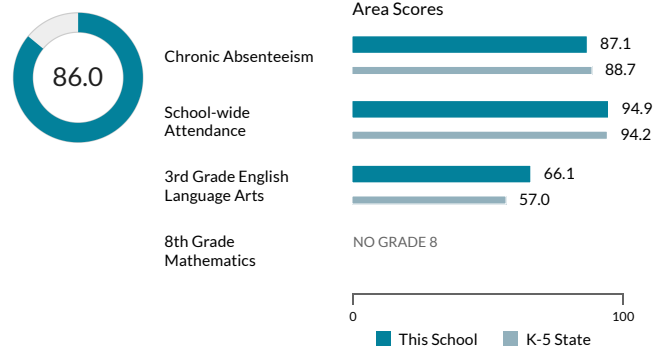 Area Scores
86.0
Chronic Absenteeism
87.1
88.7
School-wide
Attendance
94.9
94.2
3rd Grade English
Language Arts
66.1
57.0
8th Grade
Mathematics
NO GRADE 8
0
100
This School
K-5 State